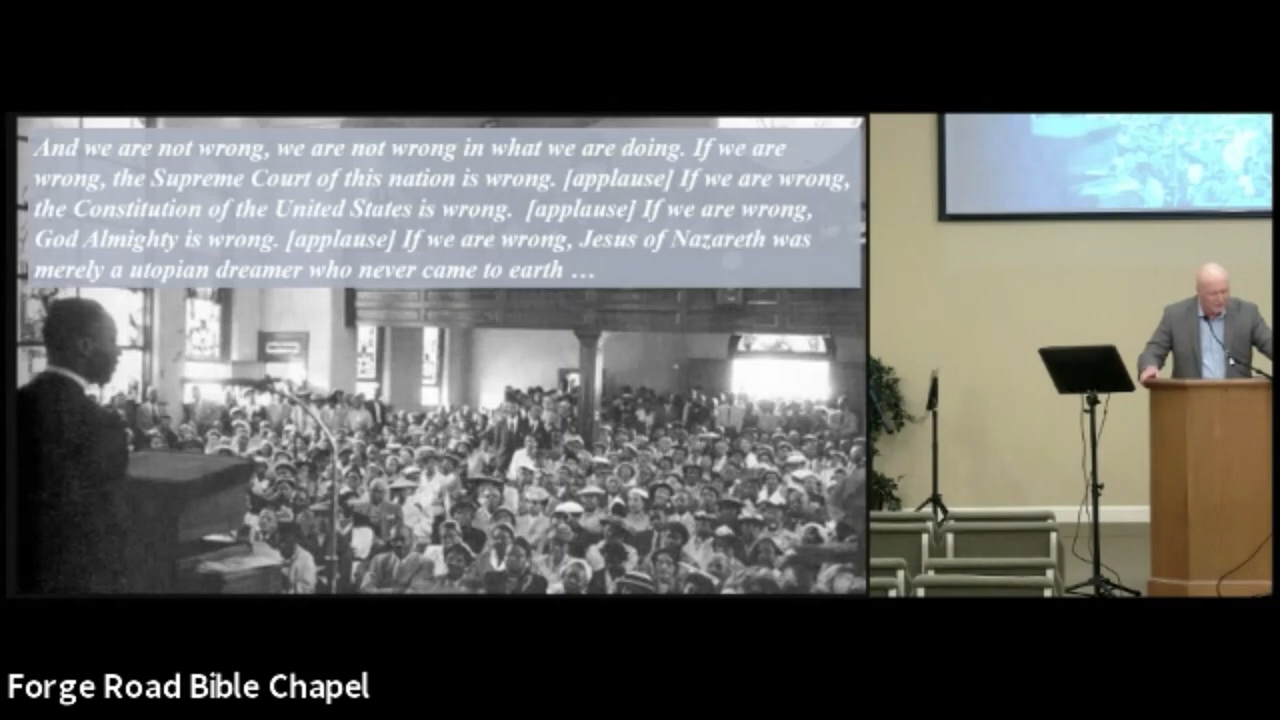 And we are not wrong, we are not wrong in what we are doing. If we are
wrong, the Supreme Court of this nation is wrong. [applause] If we are wrong,
the Constitution of the United States is wrong.  [applause] If we are wrong,
God Almighty is wrong. [applause] If we are wrong, Jesus of Nazareth was
merely a utopian dreamer who never came to earth …
Forge Road Bible Chapel